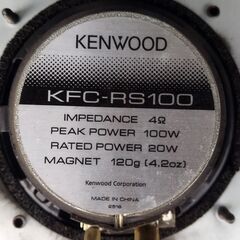 KENWOOD
KFC-RS100
IMPEDANCE 4Ω
PEAK POWER 100W
RATED POWER 20W
MAGNET 120g (4.2oz)
Kenwood Corporation
MADE IN CHINA